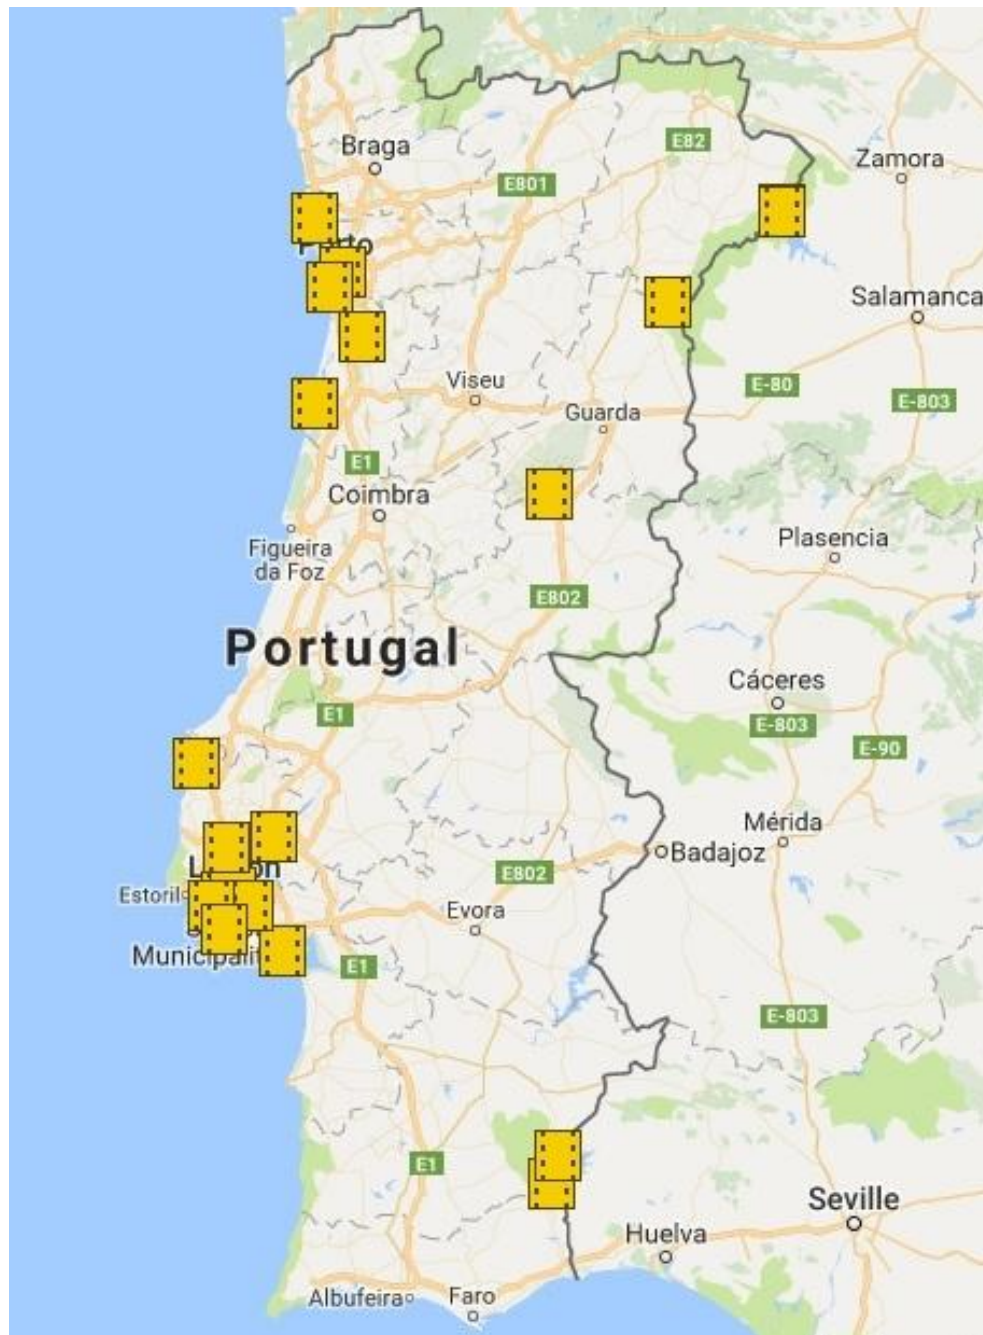 Braga
E82
Zamora
E801
Porto
Salamanca
Viseu
E-80
E-803
Guarda
E1
Coimbra
Plasencia
Figueira
da Foz
E802
Portugal
Cáceres
E1
E-803
E-90
Mérida
Badajoz
E802
Estoril
Evora
E1
E-803
E1
Seville
Huelva
Albufeira
Faro